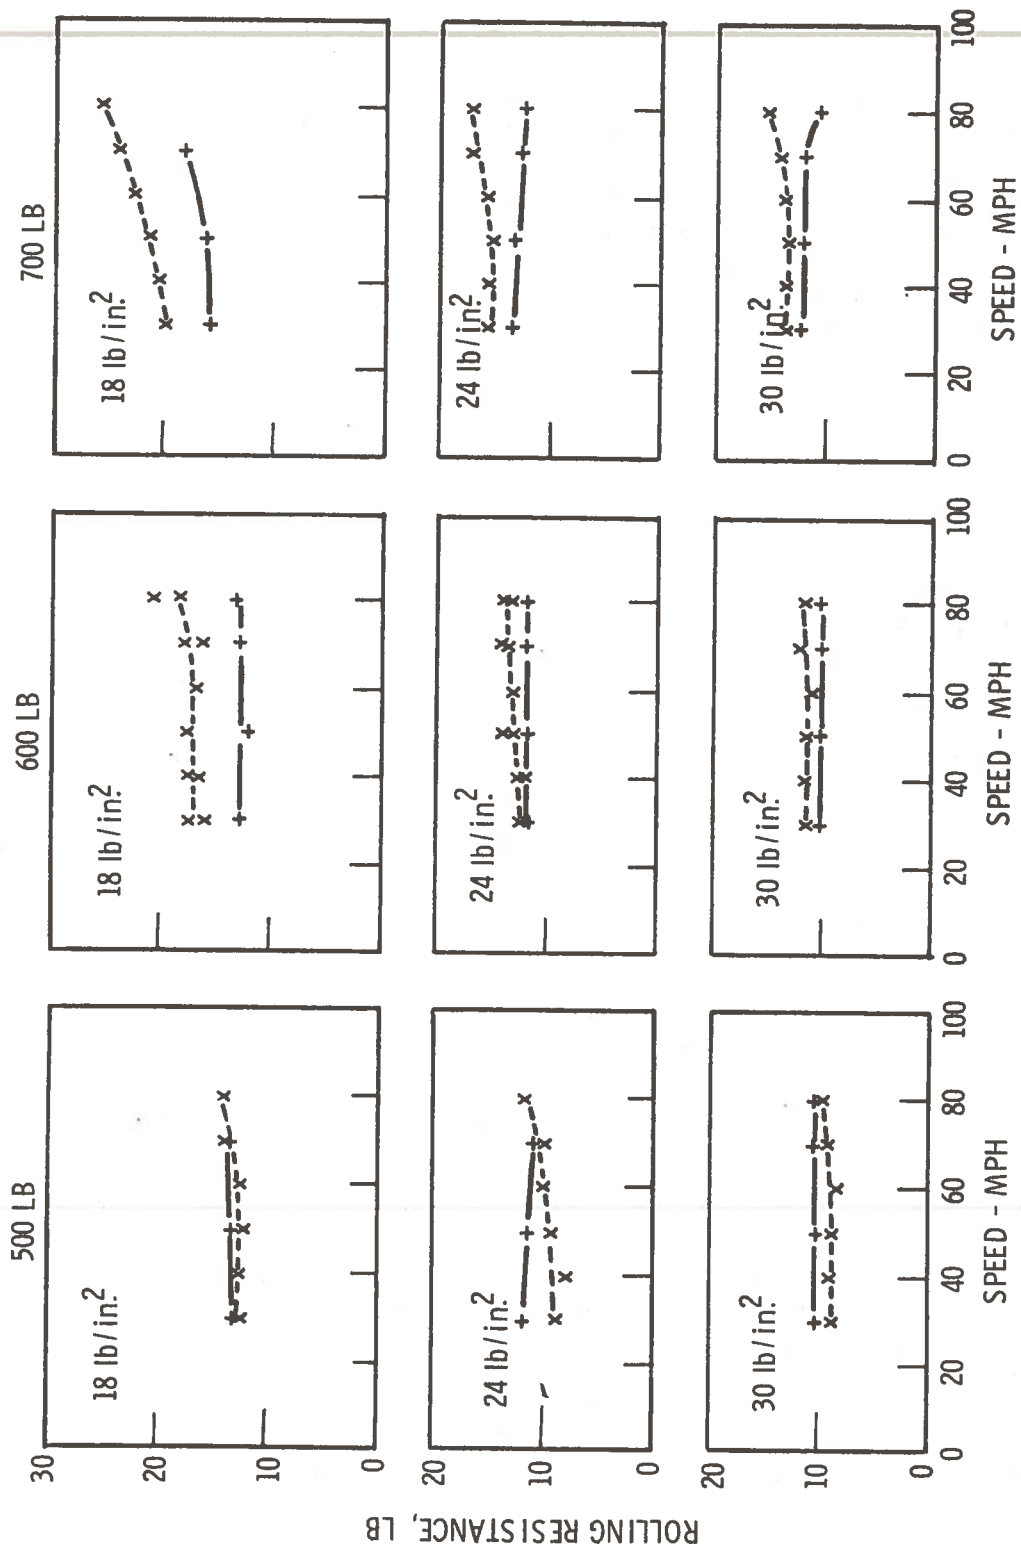 500 LB
600 LB
700 LB
ROLLING RESISTANCE, LB
30
20
10
0
18 lb/in.2
18 lb/in.2
18 lb/in.2
20
10
0
24 lb/in.2
24 lb/in.2
24 lb/in.2
20
10
0
30 lb/in.2
30 lb/in.2
30 lb/in.2
0 20 40 60 80 100
0 20 40 60 80 100
0 20 40 60 80 100
SPEED - MPH
SPEED - MPH
SPEED - MPH